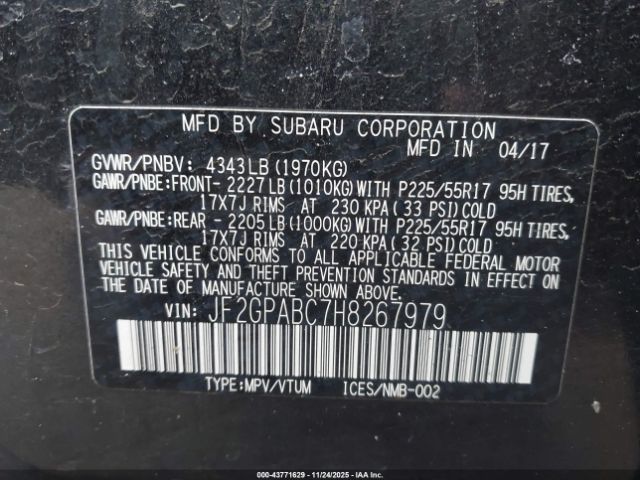 MFD BY SUBARU CORPORATION
MFD IN 04/17
GVWR/PNBV: 4343LB(1970KG)
GAWR/PNBE:FRONT- 2227LB(1010KG)WITH P225/55R17 95H TIRES,
17X7J RIMS AT 230 KPA(33 PSI)COLD
GAWR/PNBE:REAR - 2205LB(1000KG)WITH P225/55R17 95H TIRES,
17X7J RIMS AT 220 KPA(32 PSI)COLD
THIS VEHICLE CONFORMS TO ALL APPLICABLE FEDERAL MOTOR
VEHICLE SAFETY AND THEFT PREVENTION STANDARDS IN EFFECT ON
THE DATE OF MANUFACTURE SHOWN ABOVE.
VIN: JF2GPABC7H8267979
TYPE:MPV/VTUM ICES/NMB-002
000-43771629 - 11/24/2025 - IAA Inc.